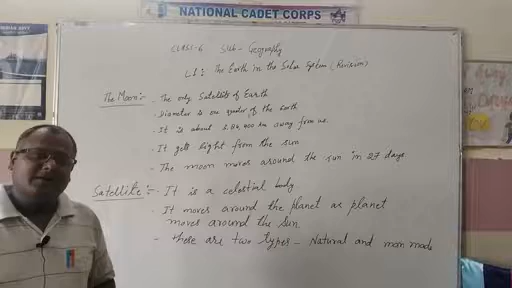 NATIONAL CADET CORPS
CLASS-6 Sub- Geography
L1: The Earth in the Solar System (Revision)
The Moon:- - The only Satellite of Earth
- Diameter is one quarter of the Earth
- It is about 3,84,000 km away from us.
- It gets light from the sun
- The moon moves around the sun in 27 days
Satellite:- - It is a celestial body
- It moves around the planet as planet
moves around the Sun.
- These are two types - Natural and man made